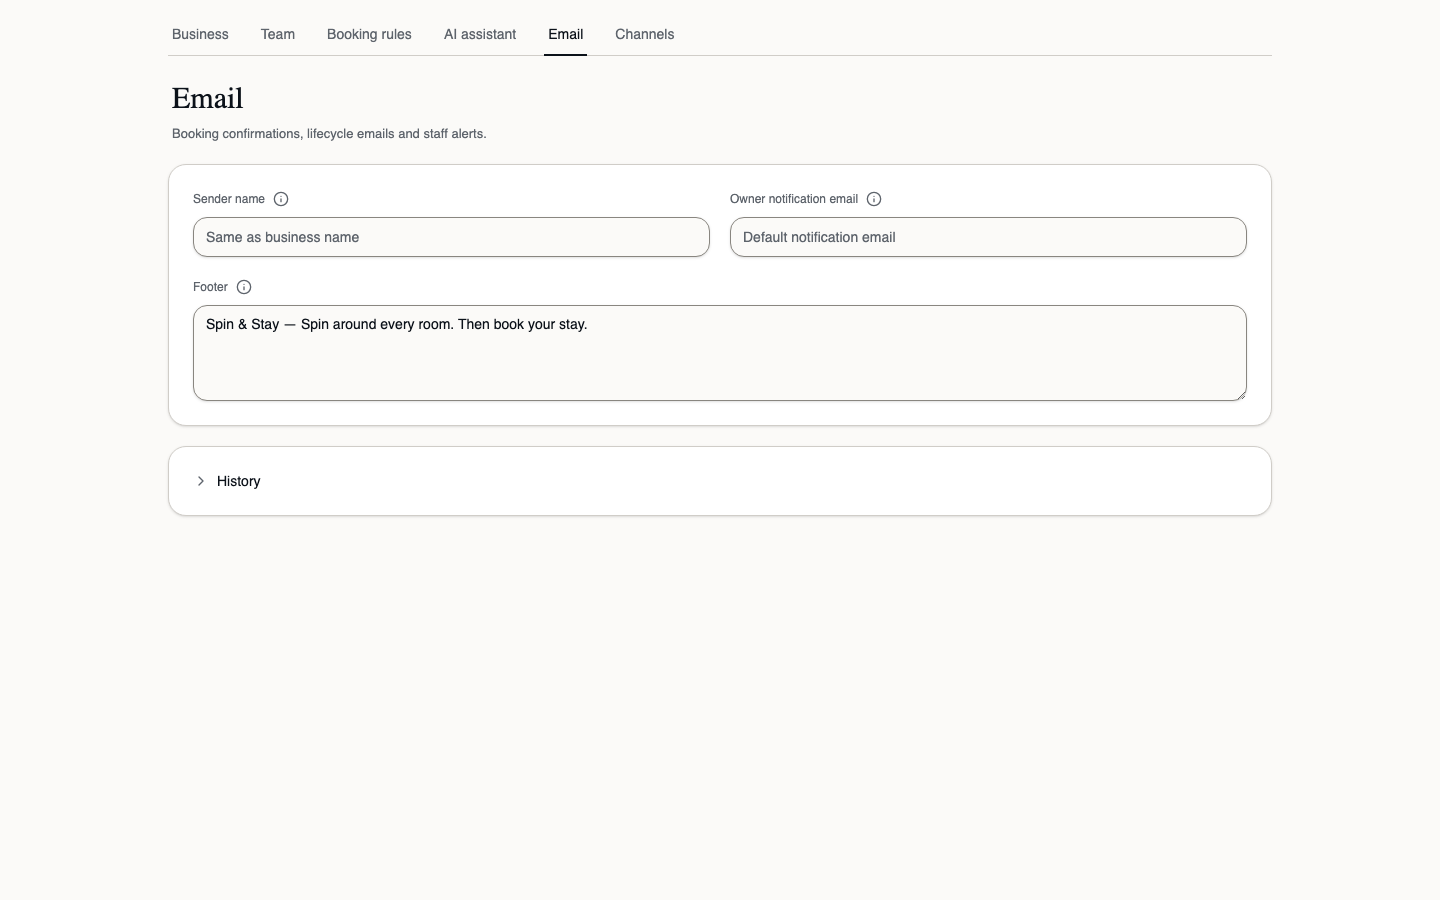 Business Team Booking rules AI assistant Email Channels
Email
Booking confirmations, lifecycle emails and staff alerts.
Sender name
Same as business name
Owner notification email
Default notification email
Footer
Spin & Stay — Spin around every room. Then book your stay.
History